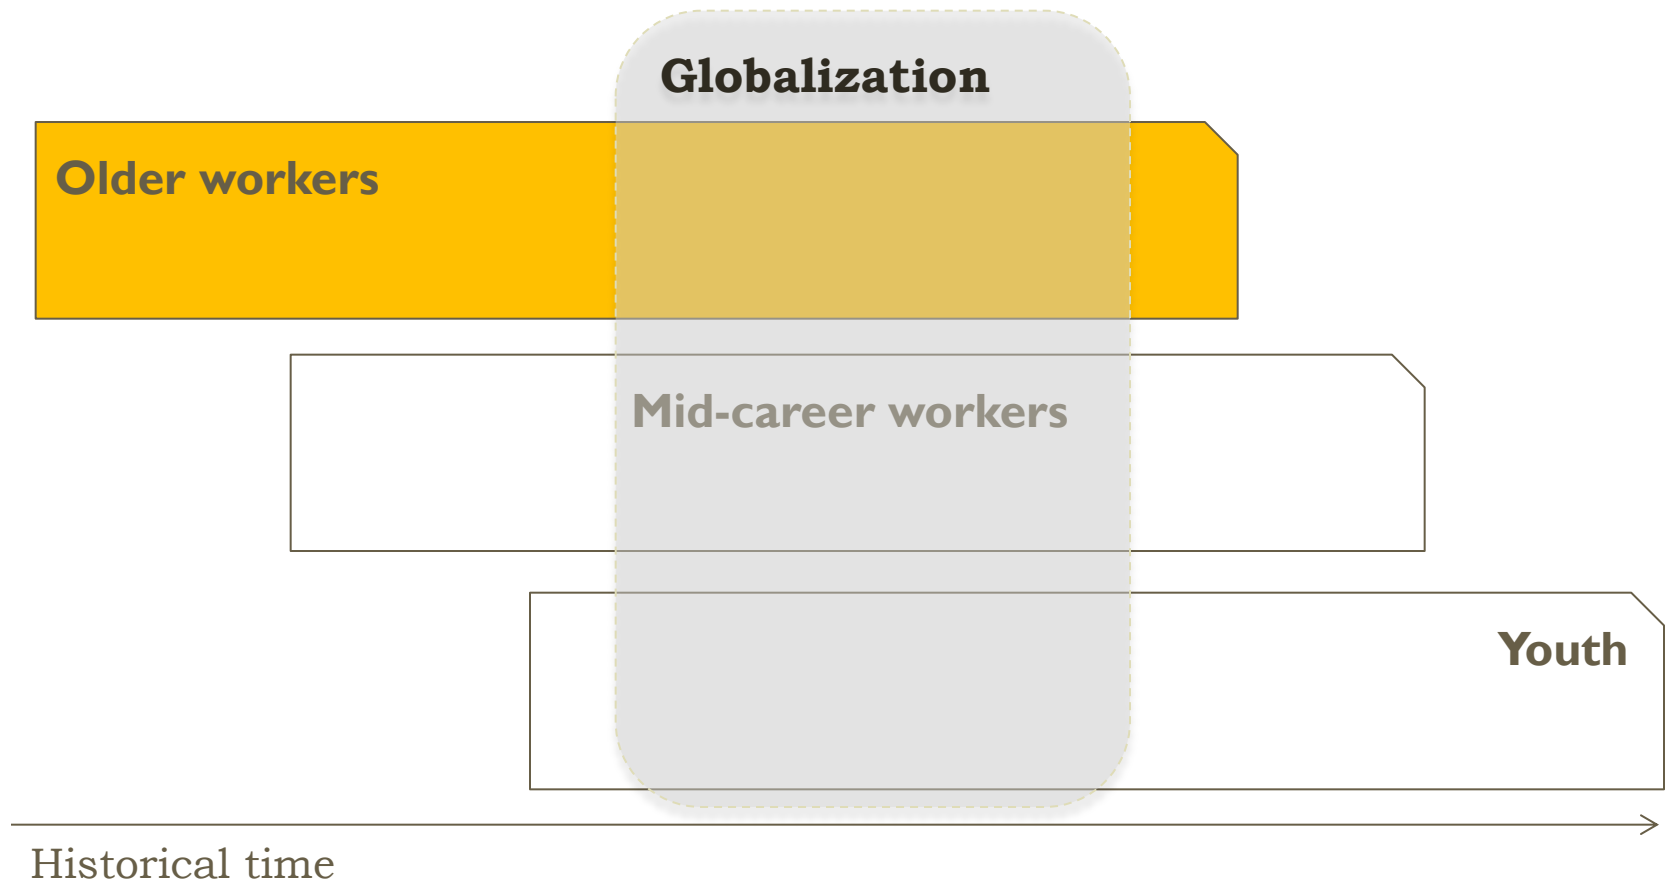 Globalization
Older workers
Mid-career workers
Youth
Historical time